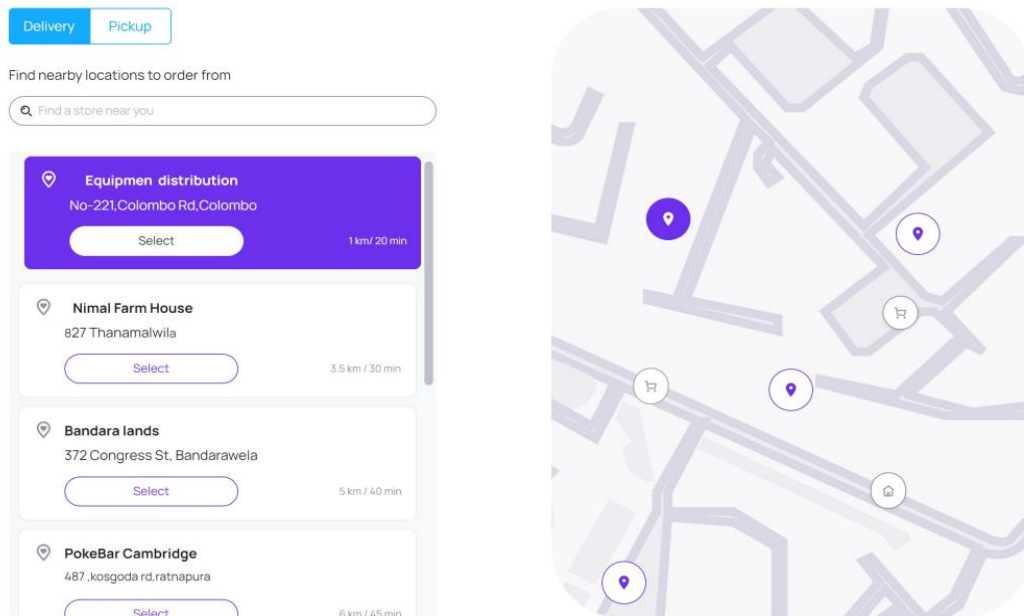 Delivery
Pickup
Find nearby locations to order from
Find a store near you
Equipmen distribution
No-221,Colombo Rd,Colombo
Select
1 km/ 20 min
Nimal Farm House
827 Thanamalwila
Select
3.5 km / 30 min
Bandara lands
372 Congress St, Bandarawela
Select
5 km / 40 min
PokeBar Cambridge
487 ,kosgoda rd,ratnapura
Select
6 km / 45 min